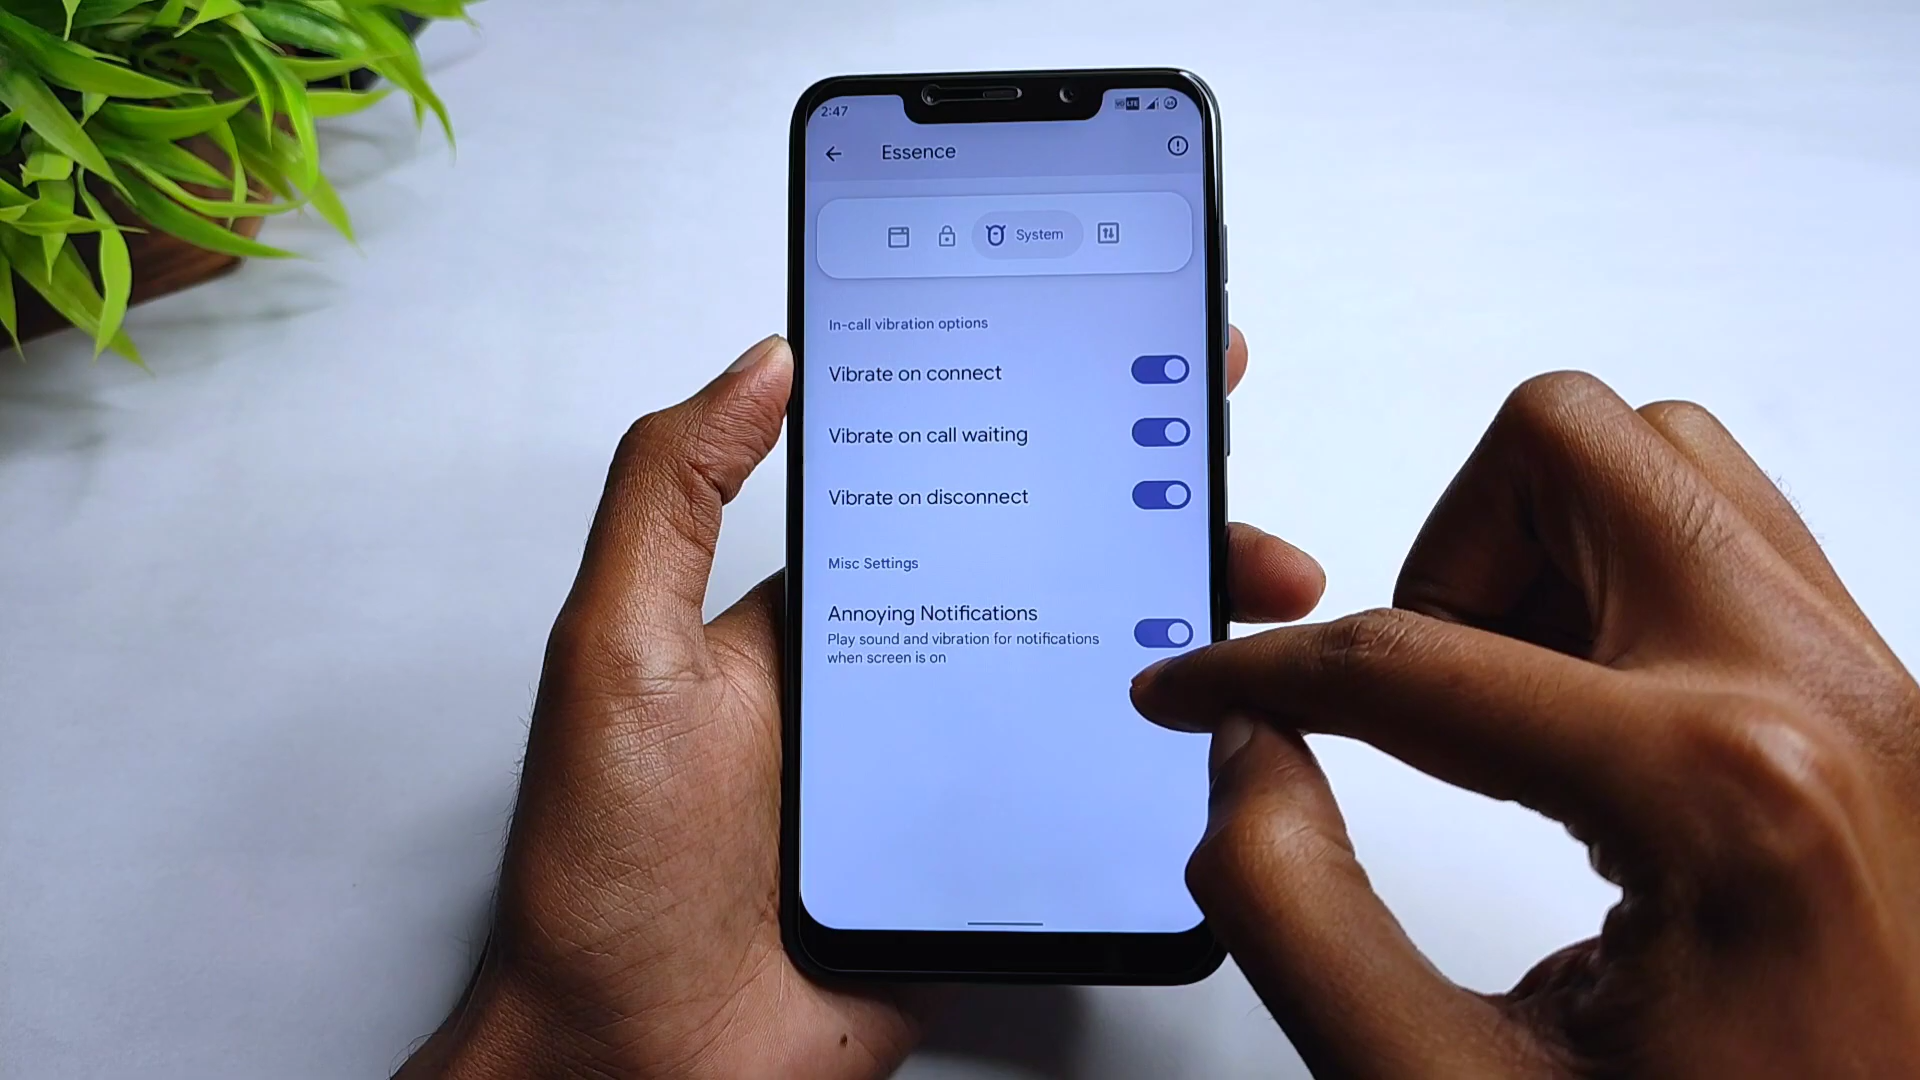 2:47
LTE
Essence
System
In-call vibration options
Vibrate on connect
Vibrate on call waiting
Vibrate on disconnect
Misc Settings
Annoying Notifications
Play sound and vibration for notifications
when screen is on